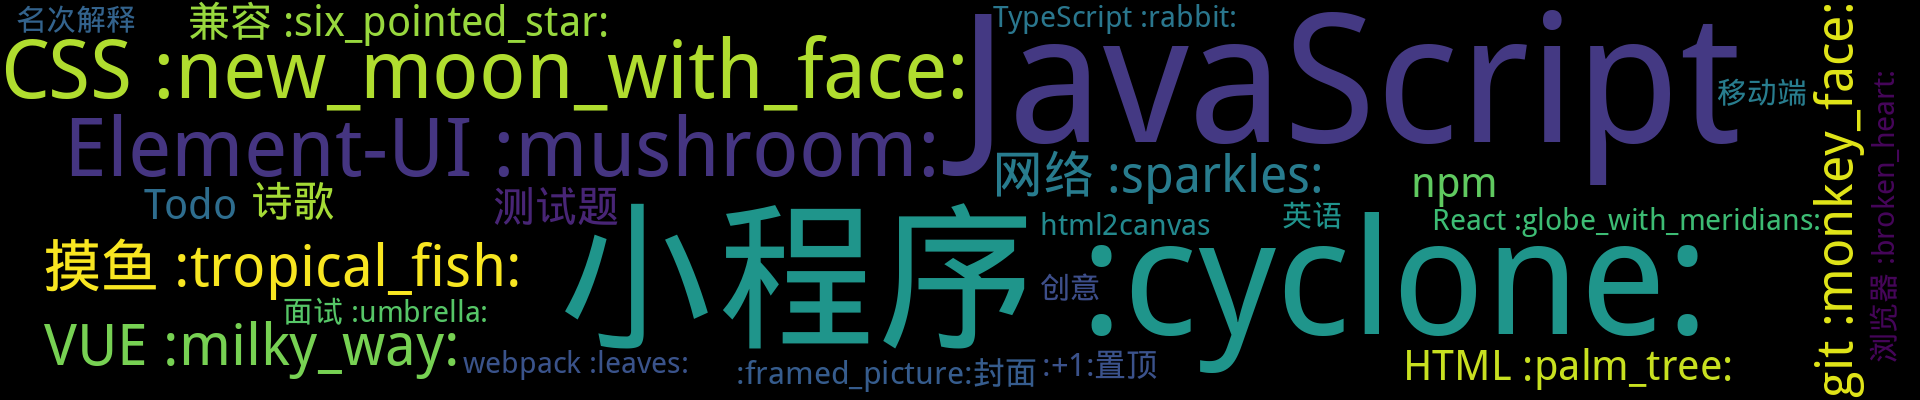 名次解释
兼容 :six_pointed_star:
CSS :new_moon_with_face:
JavaScript
TypeScript :rabbit:
移动端
git :monkey_face:
浏览器 :broken_heart:
Element-UI :mushroom:
网络 :sparkles:
npm
Todo
诗歌
测试题
小程序 :cyclone:
html2canvas
英语
React :globe_with_meridians:
摸鱼 :tropical_fish:
创意
面试 :umbrella:
VUE :milky_way:
webpack :leaves:
:framed_picture:封面
:+1:置顶
HTML :palm_tree: